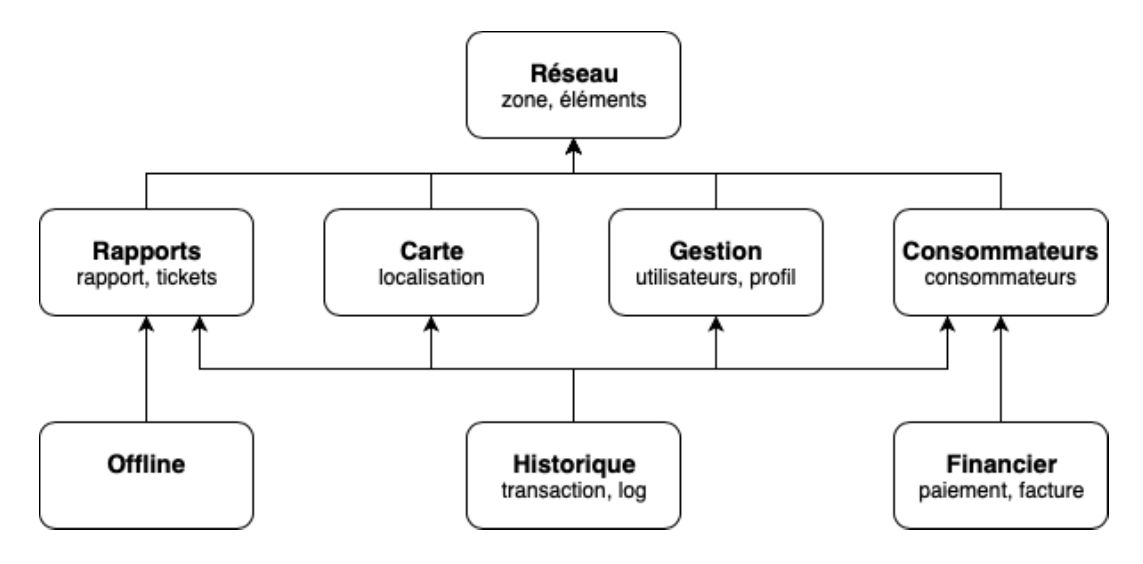 Réseau
zone, éléments
Rapports
rapport, tickets
Carte
localisation
Gestion
utilisateurs, profil
Consommateurs
consommateurs
Offline
Historique
transaction, log
Financier
paiement, facture